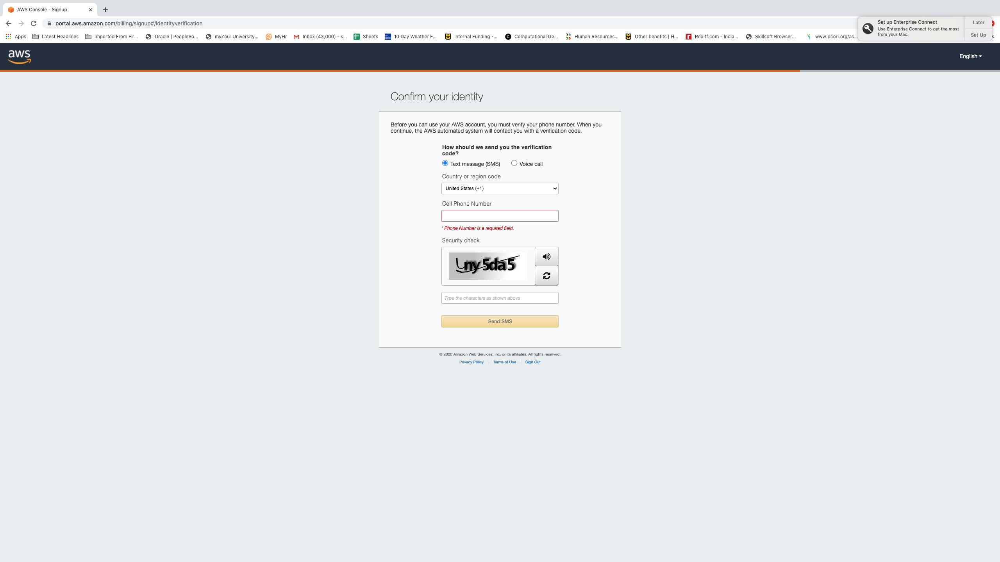 AWS Console - Signup
portal.aws.amazon.com/billing/signup#/identityverification
Apps Latest Headlines Imported From Fir... Oracle | PeopleSo... myZou: University... MyHr Inbox (43,000) - s... Sheets 10 Day Weather F... Internal Funding -... Computational Ge... Human Resources... Other benefits | H... Rediff.com - India... Skillsoft Browser... www.pcori.org/as...
Set up Enterprise Connect
Use Enterprise Connect to get the most
from your Mac.
Later
Set Up
aws
English
Confirm your identity
Before you can use your AWS account, you must verify your phone number. When you
continue, the AWS automated system will contact you with a verification code.
How should we send you the verification
code?
Text message (SMS) Voice call
Country or region code
United States (+1)
Cell Phone Number
* Phone Number is a required field.
Security check
ny5da5
Type the characters as shown above
Send SMS
© 2020 Amazon Web Services, Inc. or its affiliates. All rights reserved.
Privacy Policy Terms of Use Sign Out